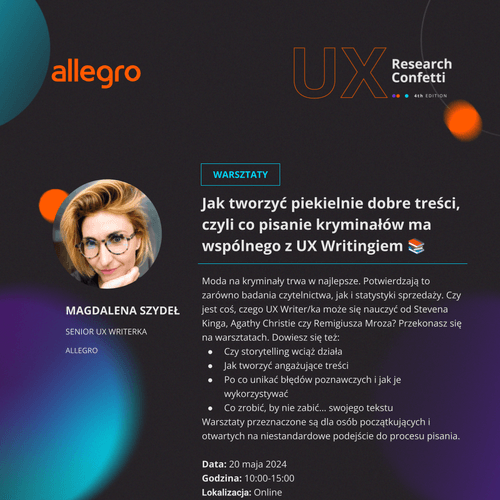 allegro
UX Research
Confetti
4th EDITION
WARSZTATY
Jak tworzyć piekielnie dobre treści,
czyli co pisanie kryminałów ma
wspólnego z UX Writingiem
MAGDALENA SZYDEŁ
SENIOR UX WRITERKA
ALLEGRO
Moda na kryminały trwa w najlepsze. Potwierdzają to
zarówno badania czytelnictwa, jak i statystyki sprzedaży. Czy
jest coś, czego UX Writer/ka może się nauczyć od Stevena
Kinga, Agathy Christie czy Remigiusza Mroza? Przekonasz się
na warsztatach. Dowiesz się też:
● Czy storytelling wciąż działa
● Jak tworzyć angażujące treści
● Po co unikać błędów poznawczych i jak je
wykorzystywać
● Co zrobić, by nie zabić... swojego tekstu
Warsztaty przeznaczone są dla osób początkujących i
otwartych na niestandardowe podejście do procesu pisania.
Data: 20 maja 2024
Godzina: 10:00-15:00
Lokalizacja: Online